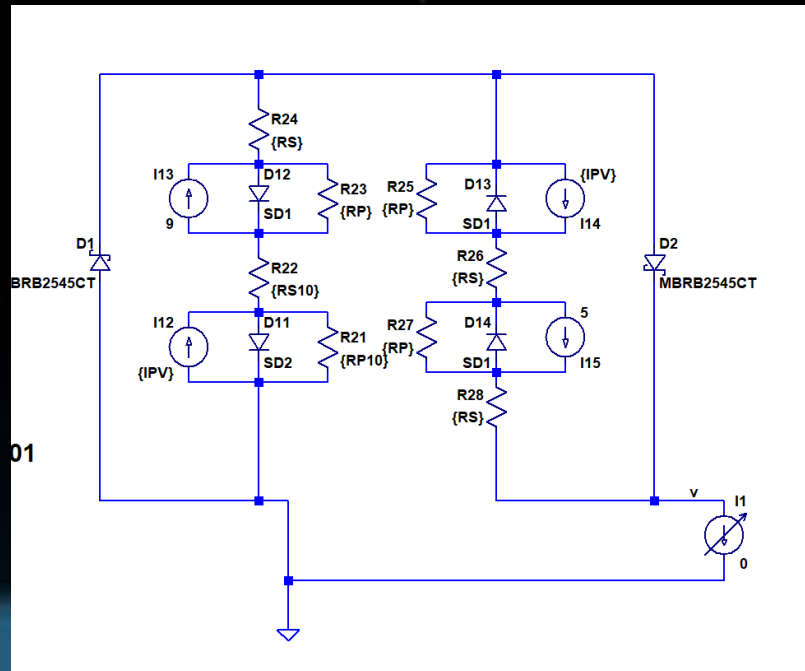 R24
{RS}
I13
D12
R23
{RP}
SD1
9
R25
{RP}
D13
{IPV}
SD1
I14
D1
BRB2545CT
R22
{RS10}
R26
{RS}
D2
MBRB2545CT
I12
D11
R21
{RP10}
SD2
{IPV}
R27
{RP}
D14
5
SD1
I15
R28
{RS}
01
v
I1
0